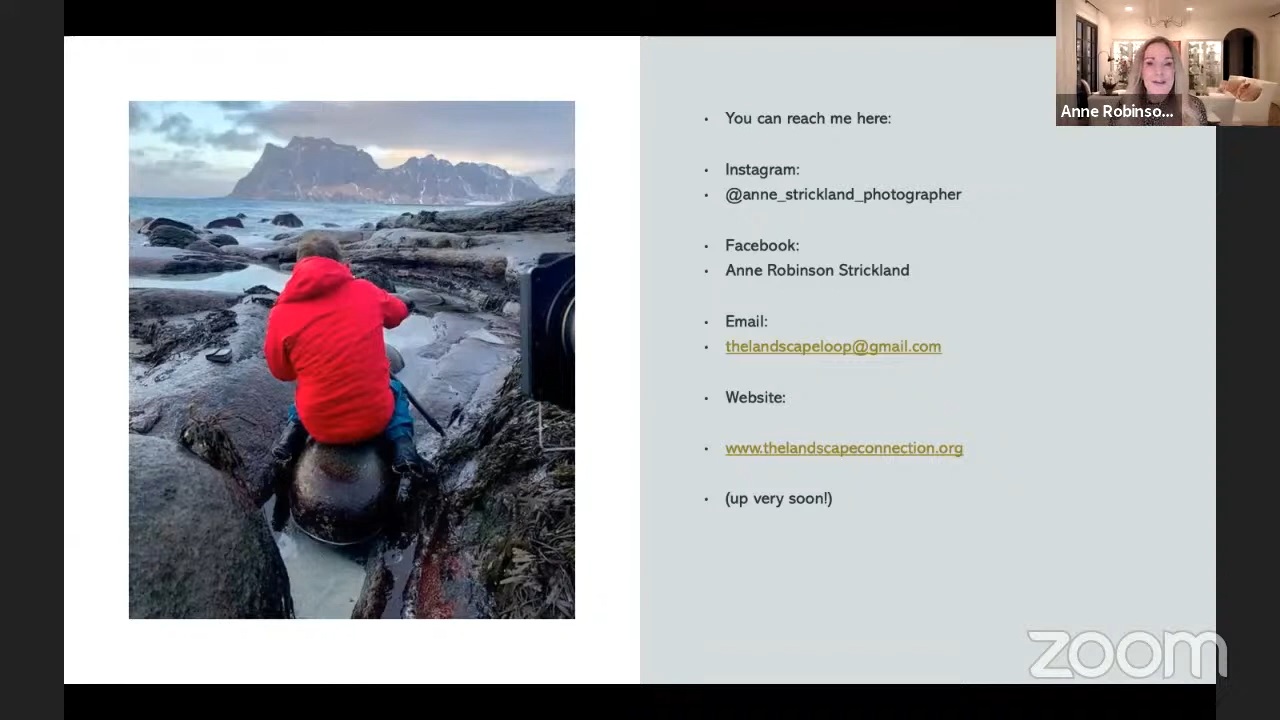 You can reach me here:
Instagram:
@anne_strickland_photographer
Facebook:
Anne Robinson Strickland
Email:
thelandscapeloop@gmail.com
Website:
www.thelandscapeconnection.org
(up very soon!)
Anne Robinso...
zoom